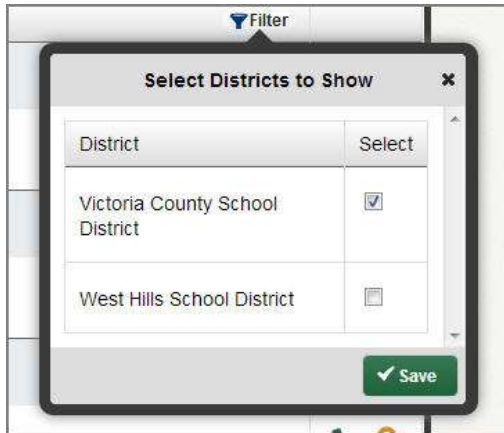 Filter
Select Districts to Show
District Select
Victoria County School
District
West Hills School District
Save